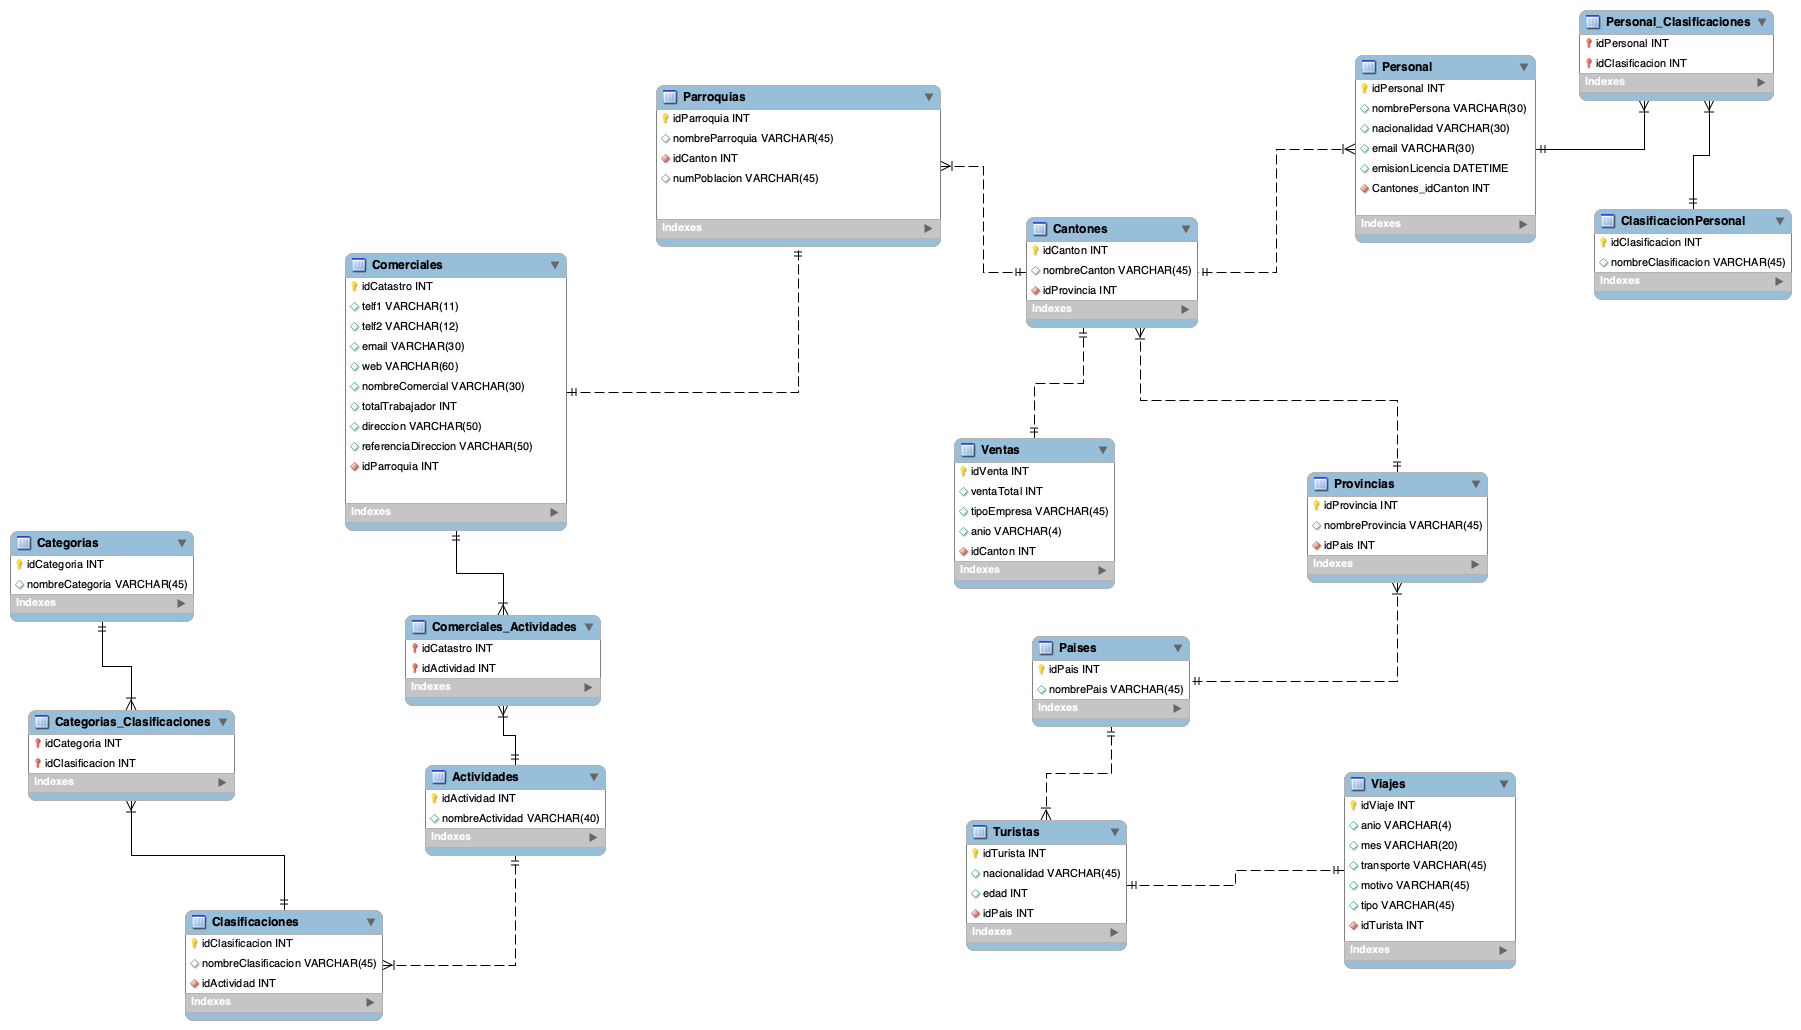 Personal_Clasificaciones
idPersonal INT
idClasificacion INT
Indexes
Personal
idPersonal INT
nombrePersona VARCHAR(30)
nacionalidad VARCHAR(30)
email VARCHAR(30)
emisionLicencia DATETIME
Cantones_idCanton INT
Indexes
Parroquias
idParroquia INT
nombreParroquia VARCHAR(45)
idCanton INT
numPoblacion VARCHAR(45)
Indexes
ClasificacionPersonal
idClasificacion INT
nombreClasificacion VARCHAR(45)
Indexes
Cantones
idCanton INT
nombreCanton VARCHAR(45)
idProvincia INT
Indexes
Comerciales
idCatastro INT
telf1 VARCHAR(11)
telf2 VARCHAR(12)
email VARCHAR(30)
web VARCHAR(60)
nombreComercial VARCHAR(30)
totalTrabajador INT
direccion VARCHAR(50)
referenciaDireccion VARCHAR(50)
idParroquia INT
Indexes
Ventas
idVenta INT
ventaTotal INT
tipoEmpresa VARCHAR(45)
anio VARCHAR(4)
idCanton INT
Indexes
Provincias
idProvincia INT
nombreProvincia VARCHAR(45)
idPais INT
Indexes
Categorias
idCategoria INT
nombreCategoria VARCHAR(45)
Indexes
Comerciales_Actividades
idCatastro INT
idActividad INT
Indexes
Paises
idPais INT
nombrePais VARCHAR(45)
Indexes
Categorias_Clasificaciones
idCategoria INT
idClasificacion INT
Indexes
Actividades
idActividad INT
nombreActividad VARCHAR(40)
Indexes
Viajes
idViaje INT
anio VARCHAR(4)
mes VARCHAR(20)
transporte VARCHAR(45)
motivo VARCHAR(45)
tipo VARCHAR(45)
idTurista INT
Indexes
Turistas
idTurista INT
nacionalidad VARCHAR(45)
edad INT
idPais INT
Indexes
Clasificaciones
idClasificacion INT
nombreClasificacion VARCHAR(45)
idActividad INT
Indexes